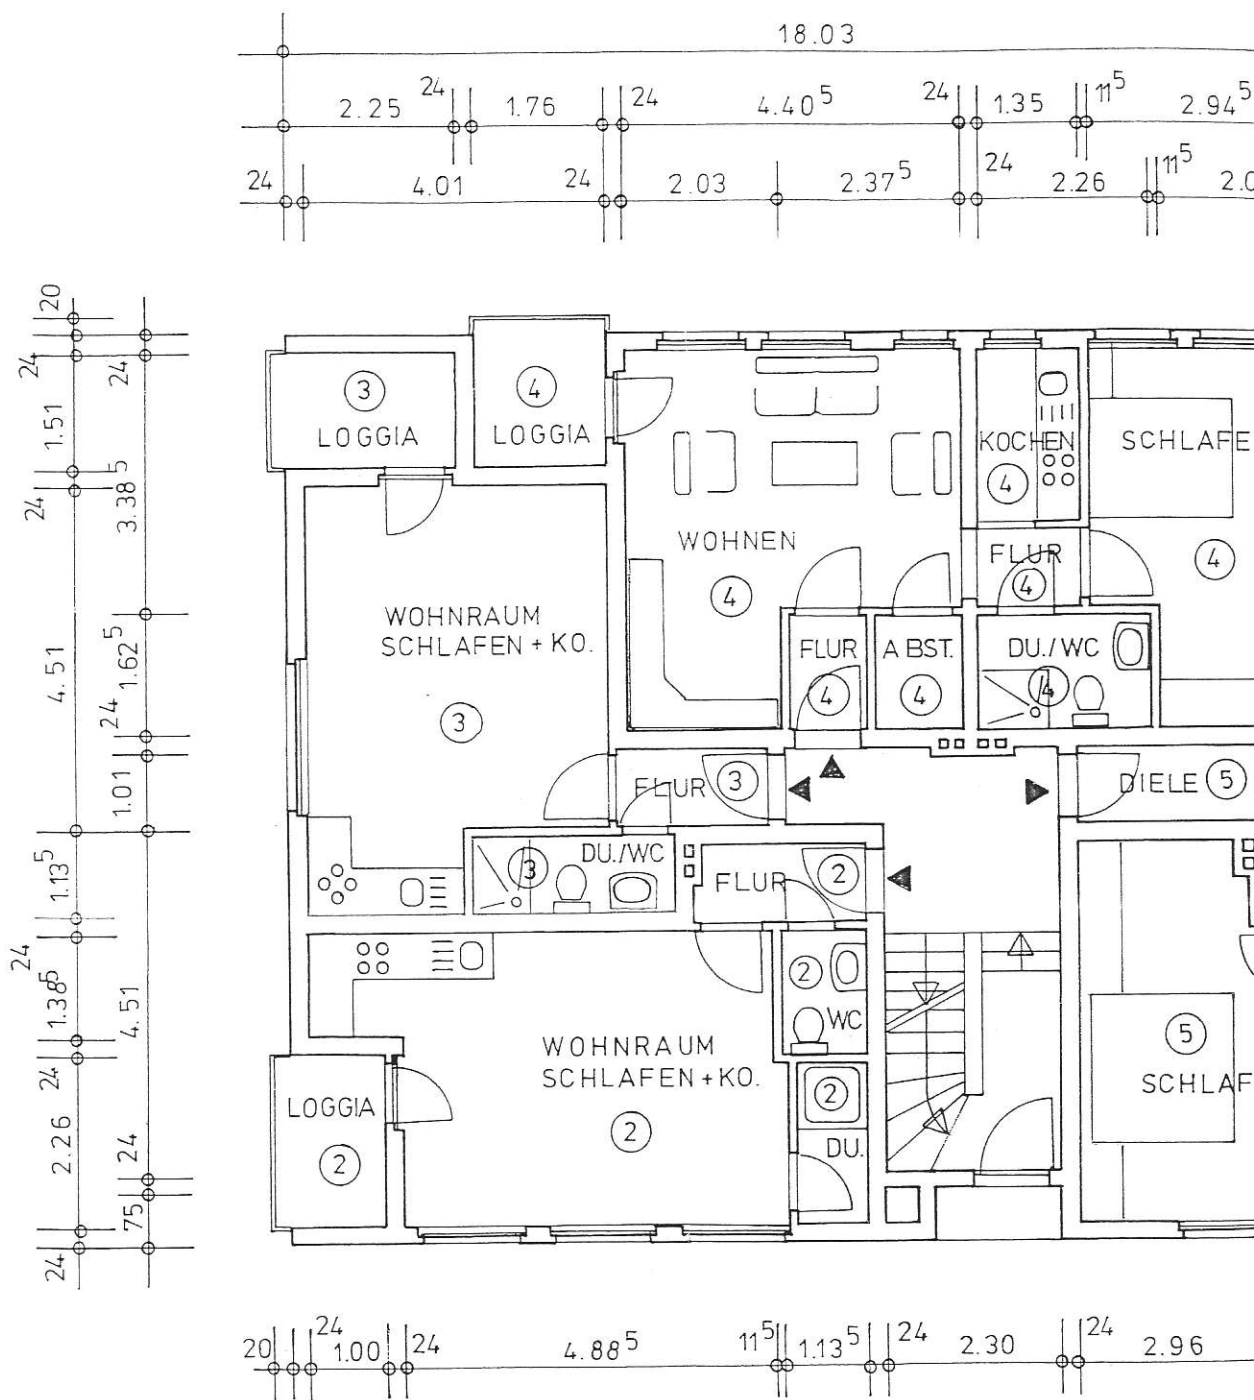 18.03
2.25 24 1.76 24 4.40⁵ 24 1.35 11⁵ 2.94⁵
24 4.01 24 2.03 2.37⁵ 24 2.26 11⁵ 2.0
20
24 24
1.51
24
3.38⁵
4.51
1.62⁵
24
1.01
1.13⁵
24
1.38⁵
4.51
24
2.26
24
75
24
3
LOGGIA
4
LOGGIA
KOCHEN
4
SCHLAFE
4
WOHNEN
4
FLUR
4
WOHNRAUM
SCHLAFEN + KO.
3
FLUR
4
ABST.
4
DU./WC
4
FLUR 3
DIELE 5
3 DU./WC
FLUR 2
2
WC
WOHNRAUM
SCHLAFEN + KO.
2
LOGGIA
2
2
DU.
5
SCHLAF
20 24 1.00 24 4.88⁵ 11⁵ 1.13⁵ 24 2.30 24 2.96